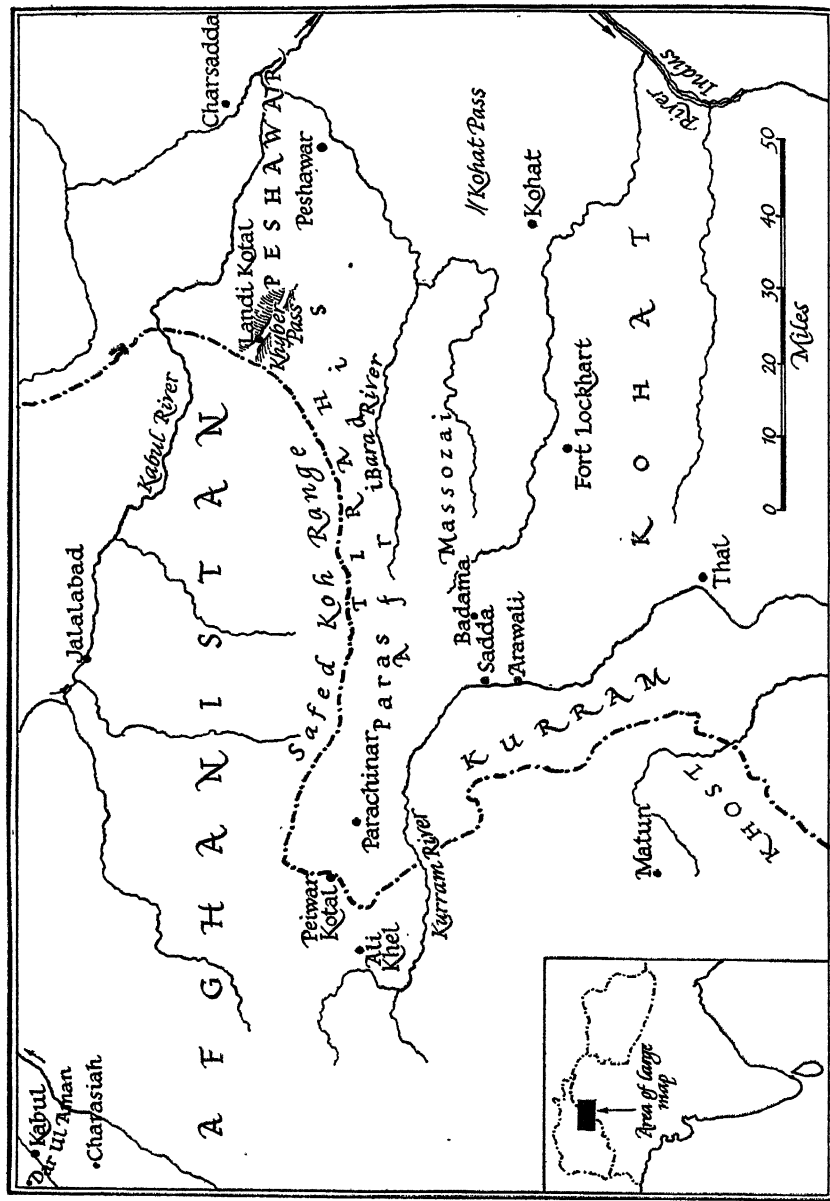 Kabul
Dar Ul Aman
Charasiah
Jalalabad
Kabul River
Charsadda
AFGHANISTAN
Landi Kotal
Khyber
Pass
PESHAWAR
Peshawar
Safed Koh Range
TIRAH
Bara River
Afridis
Paras
Peiwar
Kotal
Parachinar
Ali
Khel
Kurram River
KURRAM
Massozai
Badama
Sadda
Arawali
Kohat Pass
Kohat
Fort Lockhart
KOHAT
Indus
River
Thal
Matun
KHOST
0 10 20 30 40 50
Miles
Area of large
map